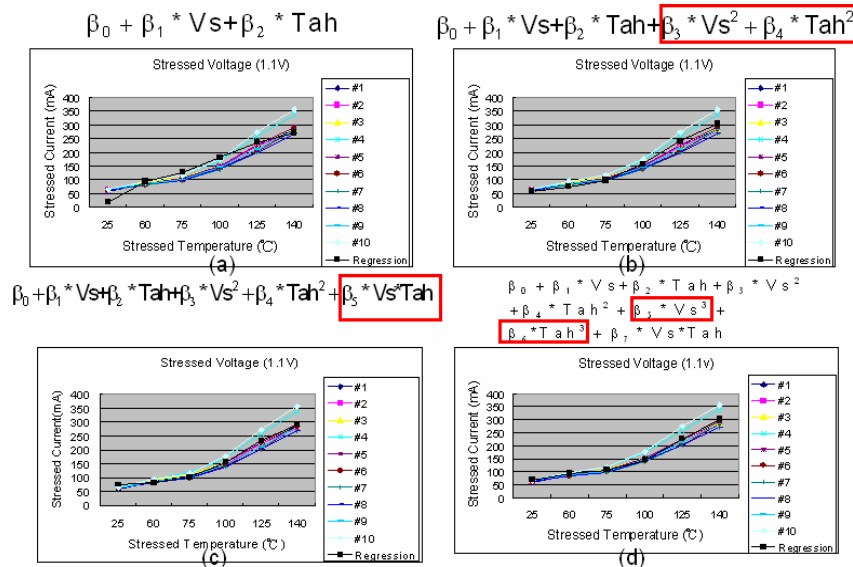 β₀ + β₁ * Vs+β₂ * Tah
β₀ + β₁ * Vs+β₂ * Tah+β₃ * Vs² + β₄ * Tah²
Stressed Voltage (1.1V)
Stressed Current (mA)
400
350
300
250
200
150
100
50
0
25 60 75 100 125 140
Stressed Temperature (℃)
#1
#2
#3
#4
#5
#6
#7
#8
#9
#10
Regression
(a)
Stressed Voltage (1.1V)
Stressed Current (mA)
400
350
300
250
200
150
100
50
0
25 60 75 100 125 140
Stressed Temperature (℃)
#1
#2
#3
#4
#5
#6
#7
#8
#9
#10
Regression
(b)
β₀+β₁*Vs+β₂*Tah+β₃*Vs²+β₄*Tah²+β₅*Vs*Tah
β₀ + β₁ * Vs+β₂ * Tah+β₃ * Vs²
+β₄ * Tah² + β₅ * Vs³ +
β₆*Tah³ + β₇ * Vs*Tah
Stressed Voltage (1.1V)
Stressed Current(mA)
400
350
300
250
200
150
100
50
0
25 60 75 100 125 140
Stressed Temperature (℃)
#1
#2
#3
#4
#5
#6
#7
#8
#9
#10
Regression
(c)
Stressed Voltage (1.1v)
Stressed Current (mA)
400
350
300
250
200
150
100
50
0
25 60 75 100 125 140
Stressed Temperature (℃)
#1
#2
#3
#4
#5
#6
#7
#8
#9
#10
Regression
(d)